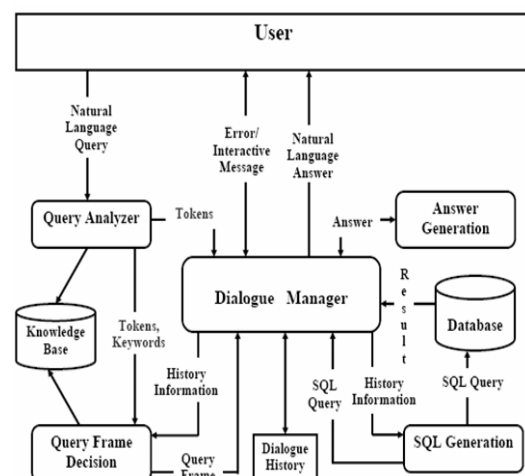 User
Natural
Language
Query
Error/
Interactive
Message
Natural
Language
Answer
Query Analyzer
Tokens
Answer
Answer
Generation
Dialogue Manager
Result
Database
Knowledge
Base
Tokens,
Keywords
History
Information
SQL
Query
History
Information
SQL Query
Query Frame
Decision
Query
Frame
Dialogue
History
SQL Generation